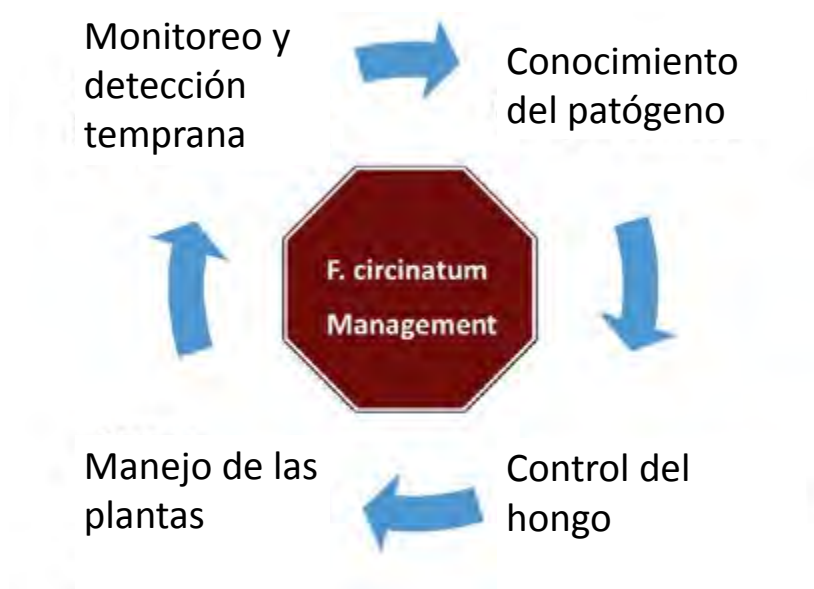 Monitoreo y
detección
temprana
Conocimiento
del patógeno
F. circinatum
Management
Manejo de las
plantas
Control del
hongo